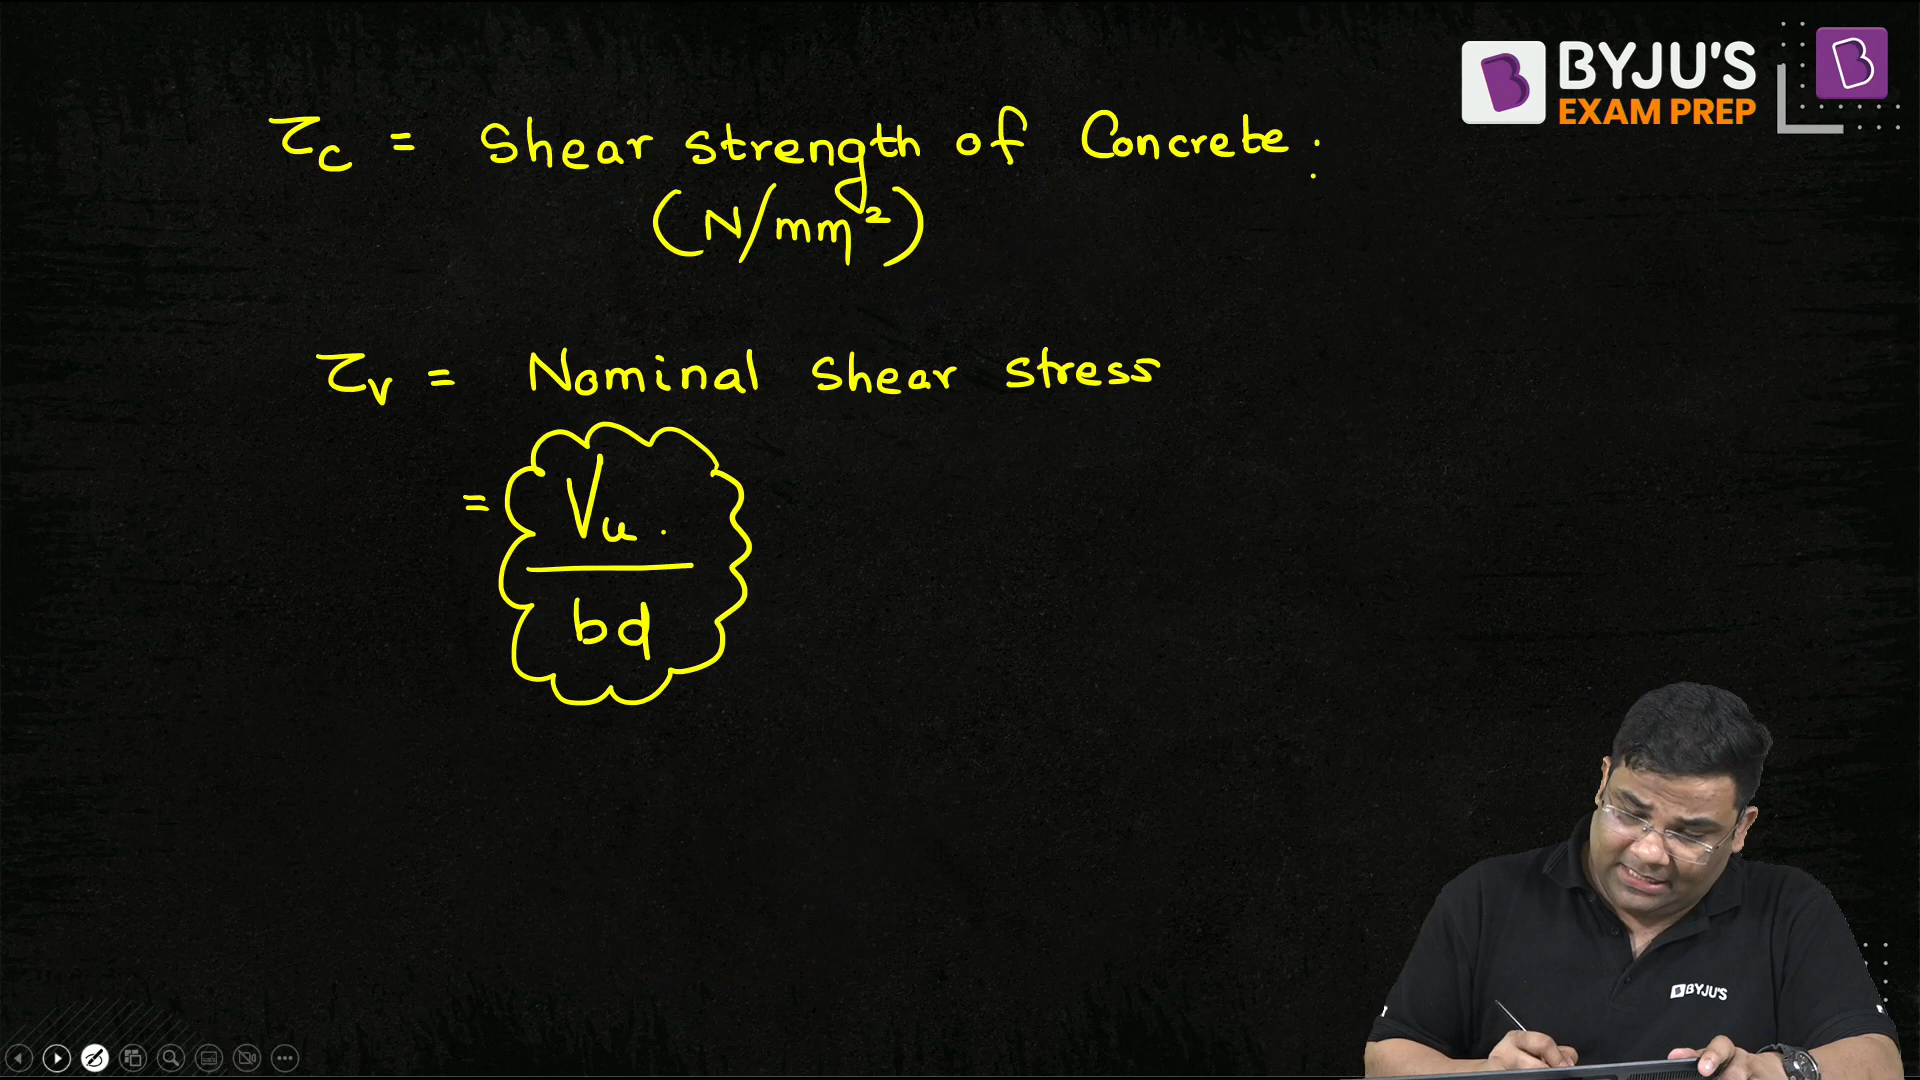 BYJU'S
EXAM PREP
τc = Shear strength of Concrete :
(N/mm²)
τv = Nominal shear stress
= Vu .
bd
BYJU'S